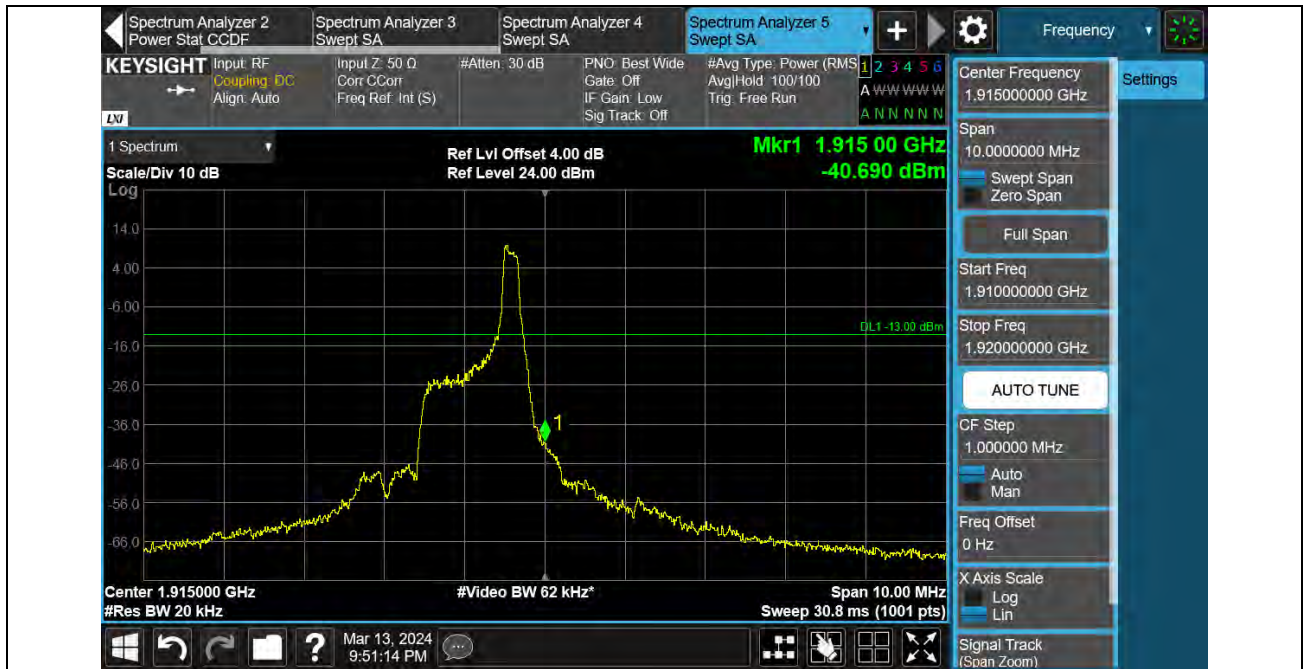 Spectrum Analyzer 2
Power Stat CCDF
Spectrum Analyzer 3
Swept SA
Spectrum Analyzer 4
Swept SA
Spectrum Analyzer 5
Swept SA
Frequency
KEYSIGHT
LXI
Input: RF
Coupling: DC
Align: Auto
Input Z: 50 Ω
Corr CCorr
Freq Ref: Int (S)
#Atten: 30 dB
PNO: Best Wide
Gate: Off
IF Gain: Low
Sig Track: Off
#Avg Type: Power (RMS
Avg|Hold: 100/100
Trig: Free Run
1 2 3 4 5 6
A W W W W W
A N N N N N
1 Spectrum
Scale/Div 10 dB
Ref Lvl Offset 4.00 dB
Ref Level 24.00 dBm
Mkr1 1.915 00 GHz
-40.690 dBm
Log
14.0
4.00
-6.00
-16.0
-26.0
-36.0
-46.0
-56.0
-66.0
DL1 -13.00 dBm
1
Center 1.915000 GHz
#Res BW 20 kHz
#Video BW 62 kHz*
Span 10.00 MHz
Sweep 30.8 ms (1001 pts)
Mar 13, 2024
9:51:14 PM
Center Frequency
1.915000000 GHz
Settings
Span
10.0000000 MHz
Swept Span
Zero Span
Full Span
Start Freq
1.910000000 GHz
Stop Freq
1.920000000 GHz
AUTO TUNE
CF Step
1.000000 MHz
Auto
Man
Freq Offset
0 Hz
X Axis Scale
Log
Lin
Signal Track
(Span Zoom)